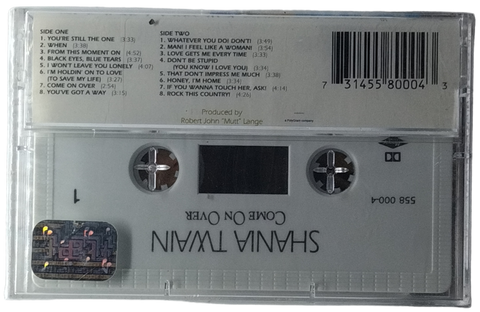 SIDE ONE
1. YOU'RE STILL THE ONE (3:33)
2. WHEN (3:38)
3. FROM THIS MOMENT ON (4:52)
4. BLACK EYES, BLUE TEARS (3:37)
5. I WON'T LEAVE YOU LONELY (4:07)
6. I'M HOLDIN' ON TO LOVE
(TO SAVE MY LIFE) (3:27)
7. COME ON OVER (2:54)
8. YOU'VE GOT A WAY (3:15)
SIDE TWO
1. WHATEVER YOU DO! DON'T! (3:49)
2. MAN! I FEEL LIKE A WOMAN! (3:54)
3. LOVE GETS ME EVERY TIME (3:33)
4. DON'T BE STUPID
(YOU KNOW I LOVE YOU) (3:34)
5. THAT DON'T IMPRESS ME MUCH (3:38)
6. HONEY, I'M HOME (3:39)
7. IF YOU WANNA TOUCH HER, ASK! (4:14)
8. ROCK THIS COUNTRY! (4:26)
Produced by
Robert John "Mutt" Lange
7 31455 80004 3
558 000-4
1
COME ON OVER
SHANIA TWAIN